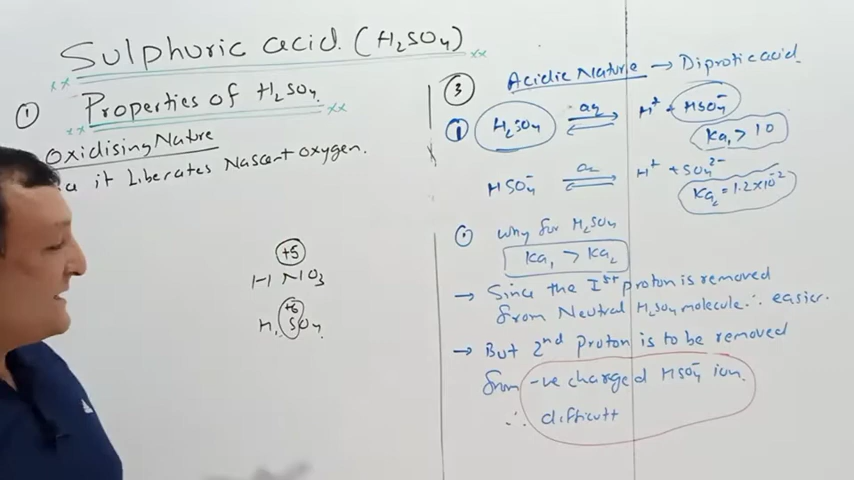 Sulphuric acid. (H₂SO₄)
① Properties of H₂SO₄.
Oxidising Nature
it Liberates Nascent oxygen.
+5
HNO₃
+6
H₂SO₄.
③ Acidic Nature → Diprotic acid.
① H₂SO₄ aq ⇌ H⁺ + HSO₄⁻
Ka₁ > 10
HSO₄⁻ aq ⇌ H⁺ + SO₄²⁻
Ka₂ = 1.2×10⁻²
Why for H₂SO₄
Ka₁ > Ka₂
→ Since the Iˢᵗ proton is removed
from Neutral H₂SO₄ molecule ∴ easier.
→ But 2ⁿᵈ proton is to be removed
from -ve charged HSO₄⁻ ion.
∴ difficult